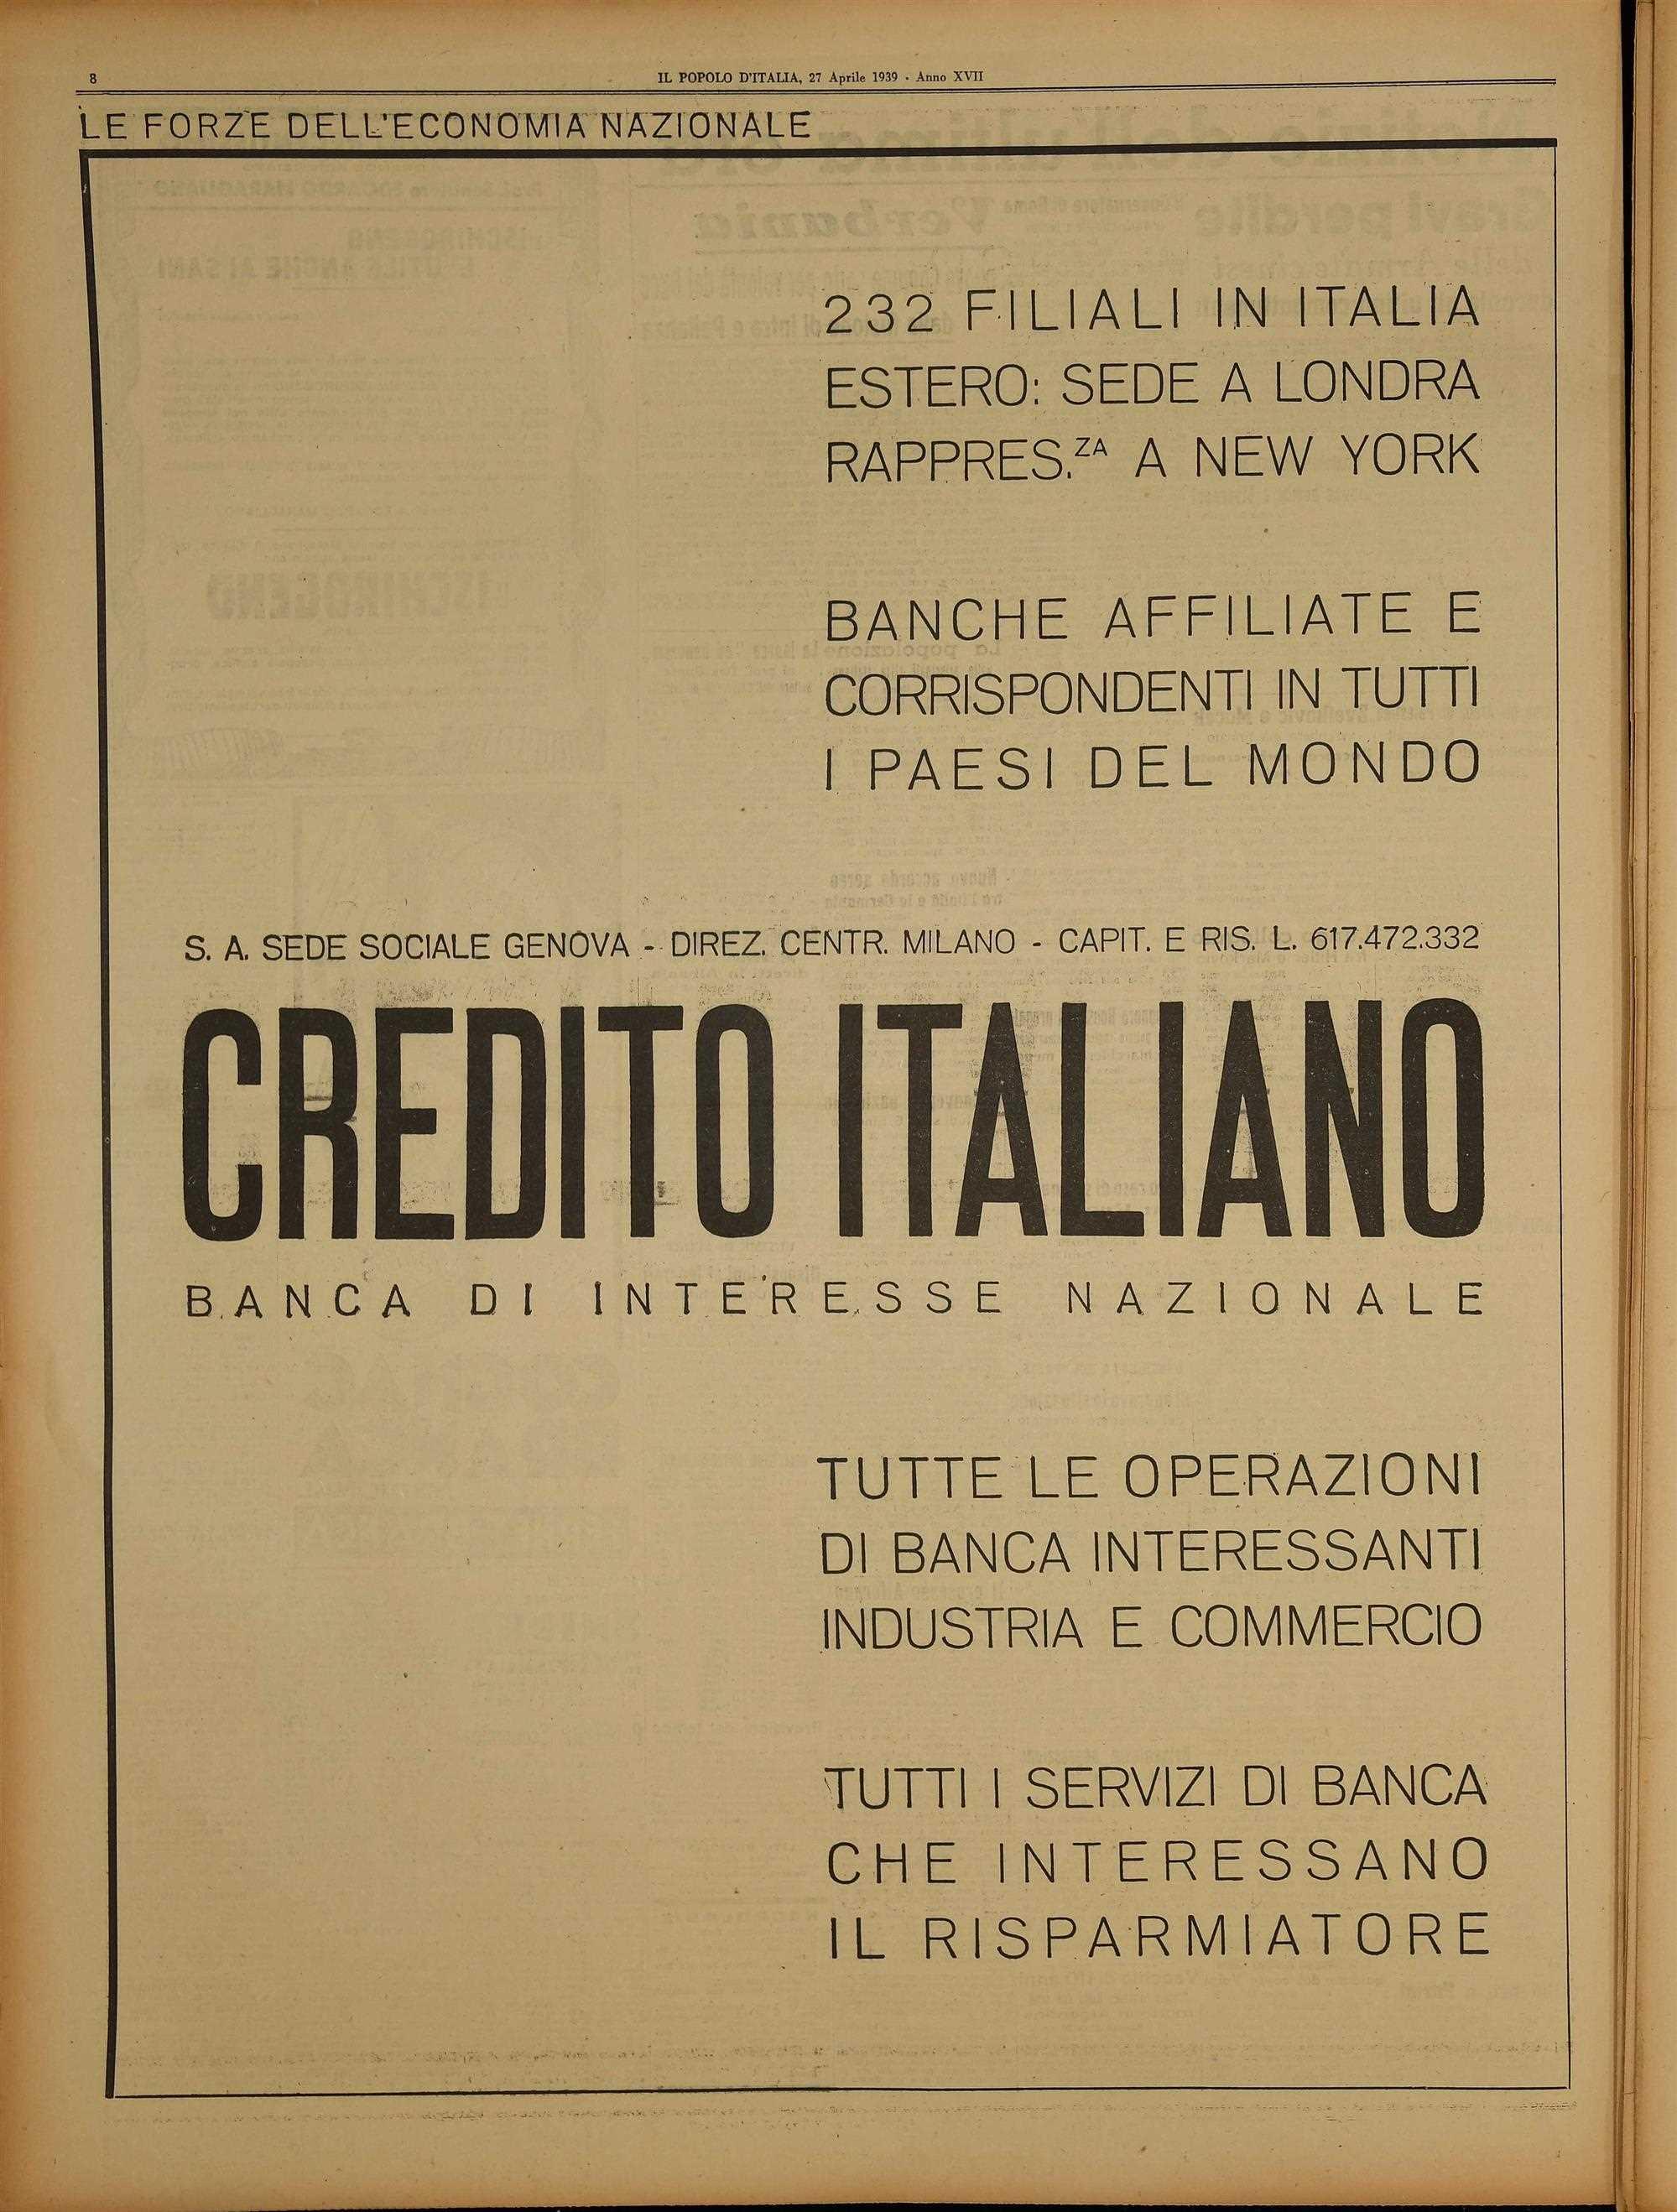 8
IL POPOLO D'ITALIA, 27 Aprile 1939 - Anno XVII
LE FORZE DELL'ECONOMIA NAZIONALE
232 FILIALI IN ITALIA
ESTERO: SEDE A LONDRA
RAPPRES.ZA A NEW YORK
BANCHE AFFILIATE E
CORRISPONDENTI IN TUTTI
I PAESI DEL MONDO
S. A. SEDE SOCIALE GENOVA - DIREZ. CENTR. MILANO - CAPIT. E RIS. L. 617.472.332
CREDITO ITALIANO
BANCA DI INTERESSE NAZIONALE
TUTTE LE OPERAZIONI
DI BANCA INTERESSANTI
INDUSTRIA E COMMERCIO
TUTTI I SERVIZI DI BANCA
CHE INTERESSANO
IL RISPARMIATORE